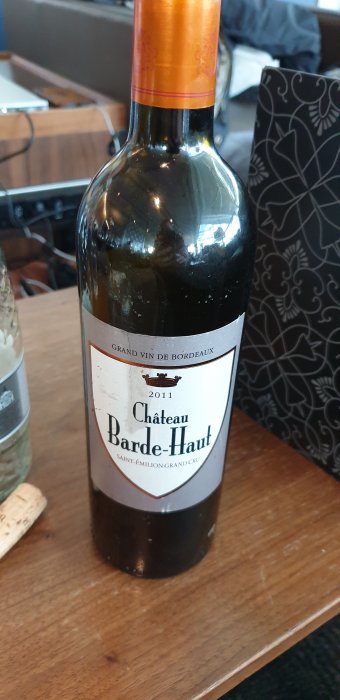 GRAND VIN DE BORDEAUX
2011
Château
Barde-Haut
SAINT-ÉMILION GRAND CRU